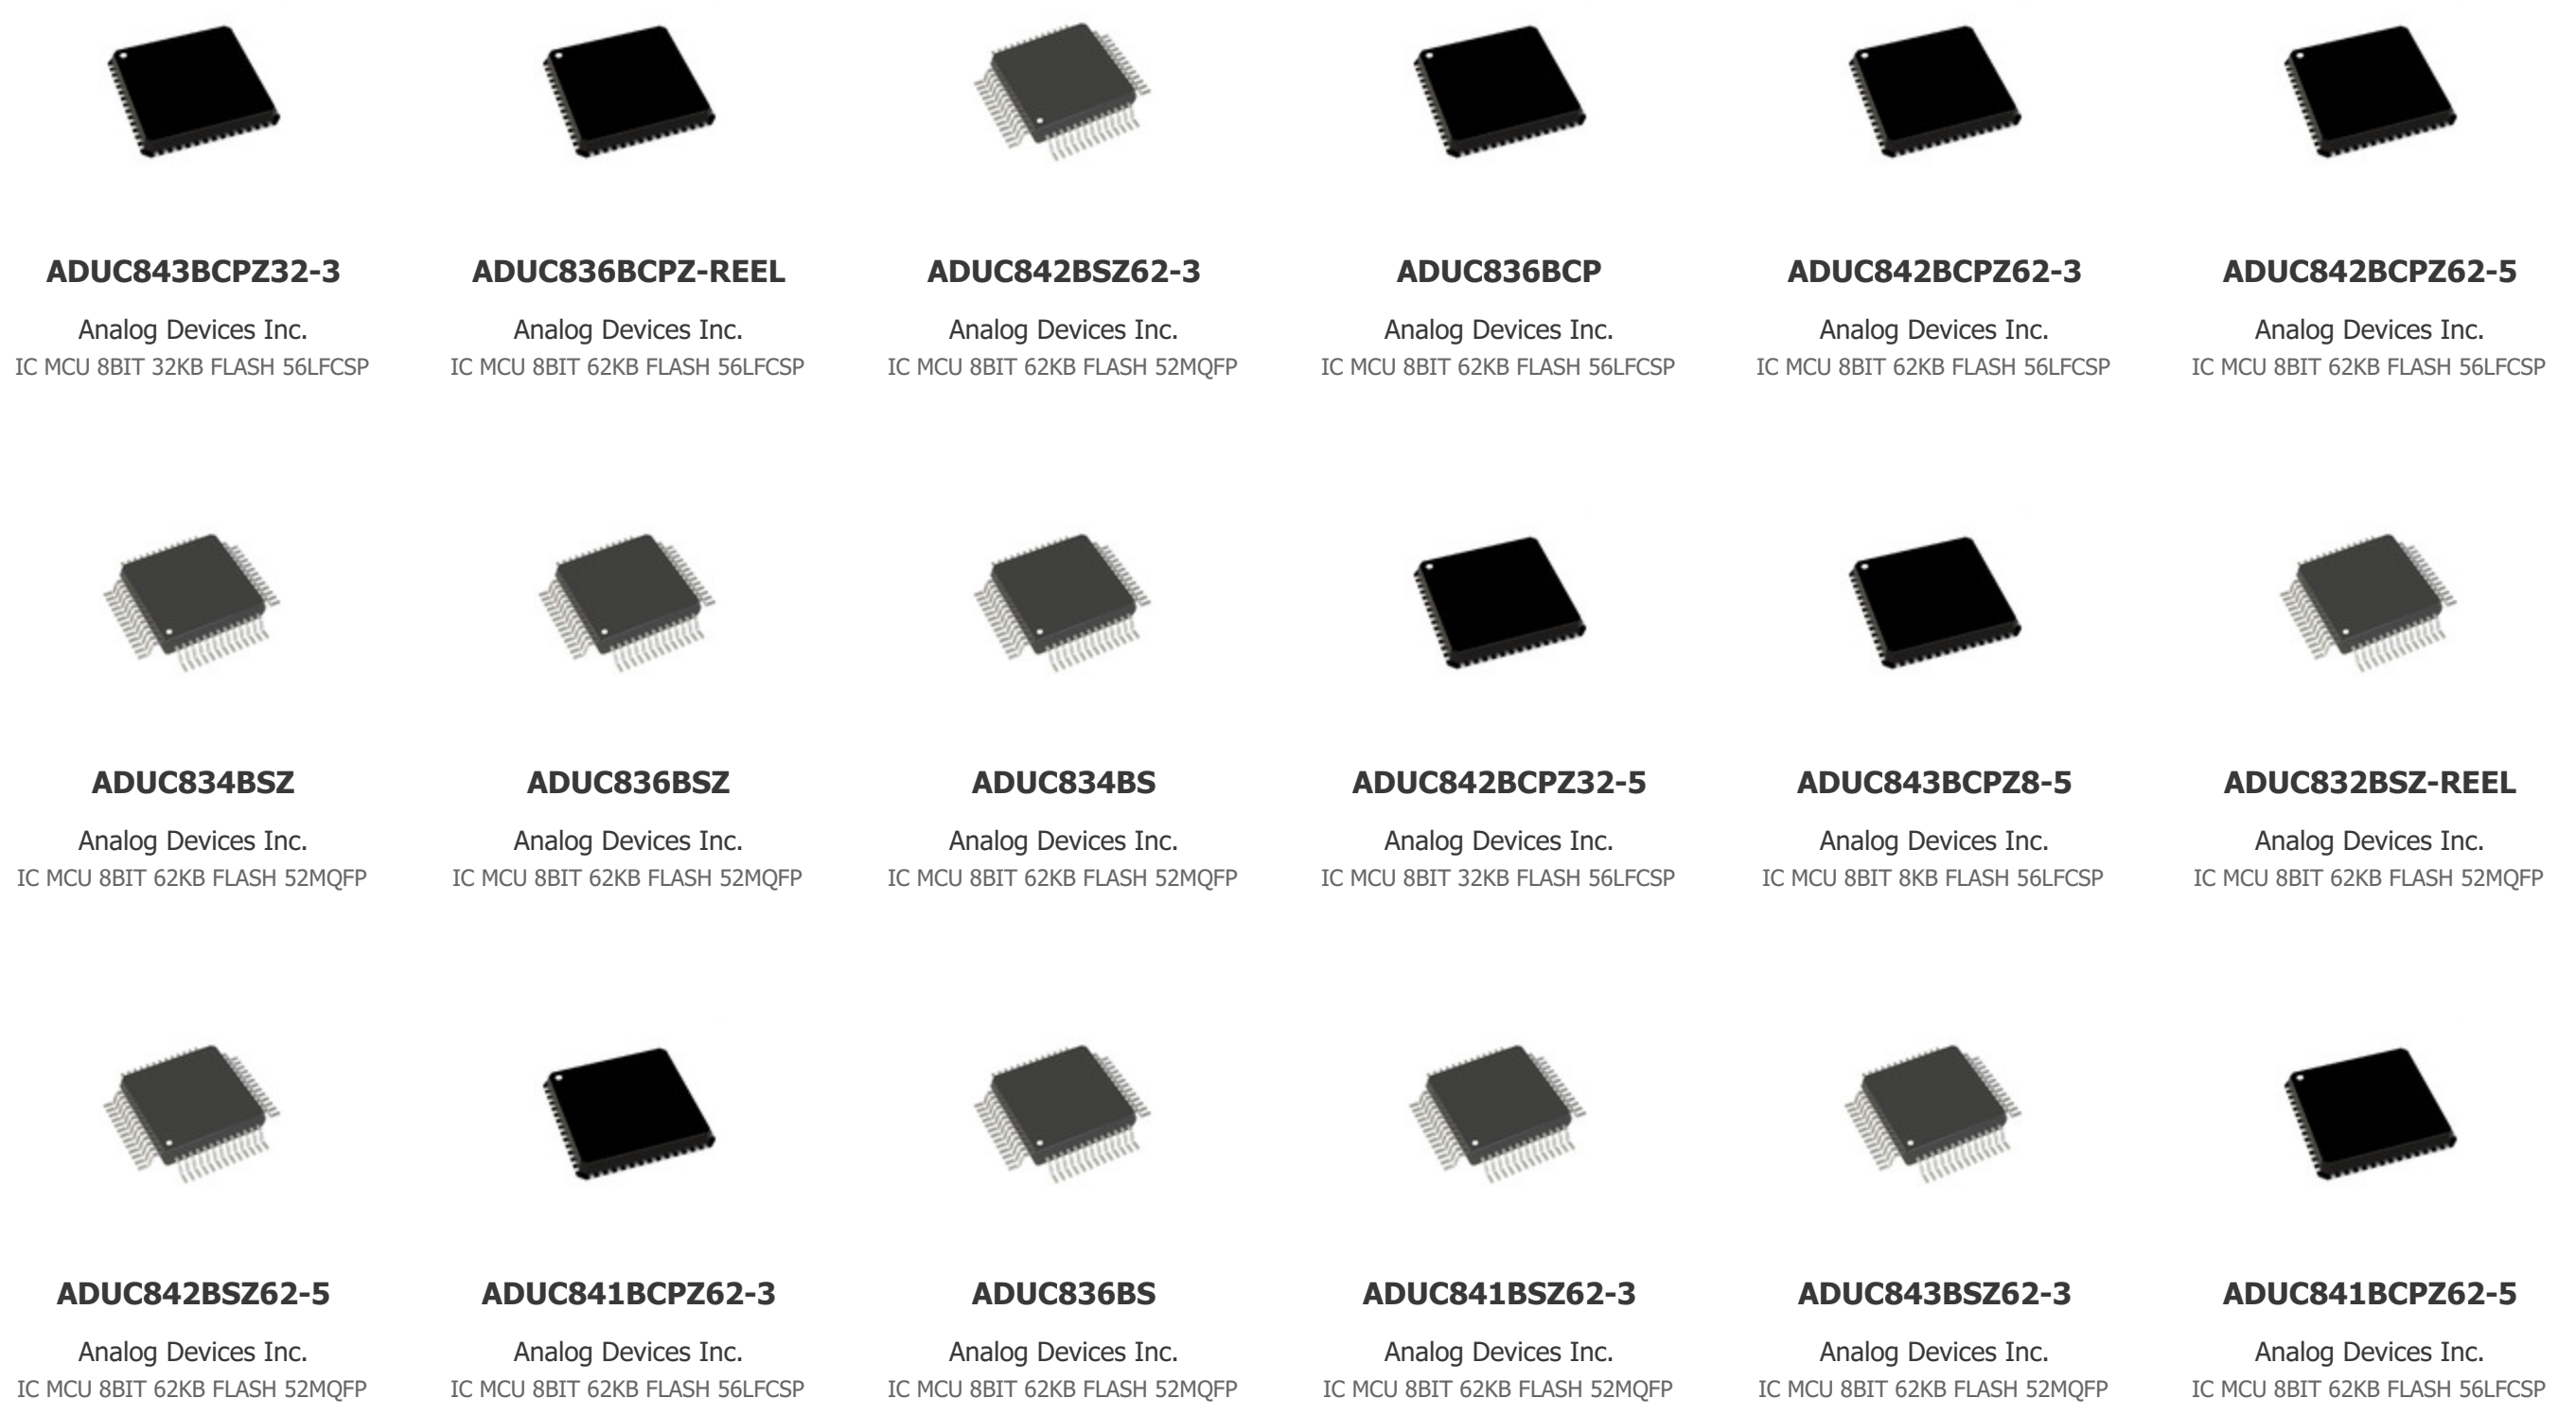 ADUC843BCPZ32-3
Analog Devices Inc.
IC MCU 8BIT 32KB FLASH 56LFCSP
ADUC836BCPZ-REEL
Analog Devices Inc.
IC MCU 8BIT 62KB FLASH 56LFCSP
ADUC842BSZ62-3
Analog Devices Inc.
IC MCU 8BIT 62KB FLASH 52MQFP
ADUC836BCP
Analog Devices Inc.
IC MCU 8BIT 62KB FLASH 56LFCSP
ADUC842BCPZ62-3
Analog Devices Inc.
IC MCU 8BIT 62KB FLASH 56LFCSP
ADUC842BCPZ62-5
Analog Devices Inc.
IC MCU 8BIT 62KB FLASH 56LFCSP
ADUC834BSZ
Analog Devices Inc.
IC MCU 8BIT 62KB FLASH 52MQFP
ADUC836BSZ
Analog Devices Inc.
IC MCU 8BIT 62KB FLASH 52MQFP
ADUC834BS
Analog Devices Inc.
IC MCU 8BIT 62KB FLASH 52MQFP
ADUC842BCPZ32-5
Analog Devices Inc.
IC MCU 8BIT 32KB FLASH 56LFCSP
ADUC843BCPZ8-5
Analog Devices Inc.
IC MCU 8BIT 8KB FLASH 56LFCSP
ADUC832BSZ-REEL
Analog Devices Inc.
IC MCU 8BIT 62KB FLASH 52MQFP
ADUC842BSZ62-5
Analog Devices Inc.
IC MCU 8BIT 62KB FLASH 52MQFP
ADUC841BCPZ62-3
Analog Devices Inc.
IC MCU 8BIT 62KB FLASH 56LFCSP
ADUC836BS
Analog Devices Inc.
IC MCU 8BIT 62KB FLASH 52MQFP
ADUC841BSZ62-3
Analog Devices Inc.
IC MCU 8BIT 62KB FLASH 52MQFP
ADUC843BSZ62-3
Analog Devices Inc.
IC MCU 8BIT 62KB FLASH 52MQFP
ADUC841BCPZ62-5
Analog Devices Inc.
IC MCU 8BIT 62KB FLASH 56LFCSP